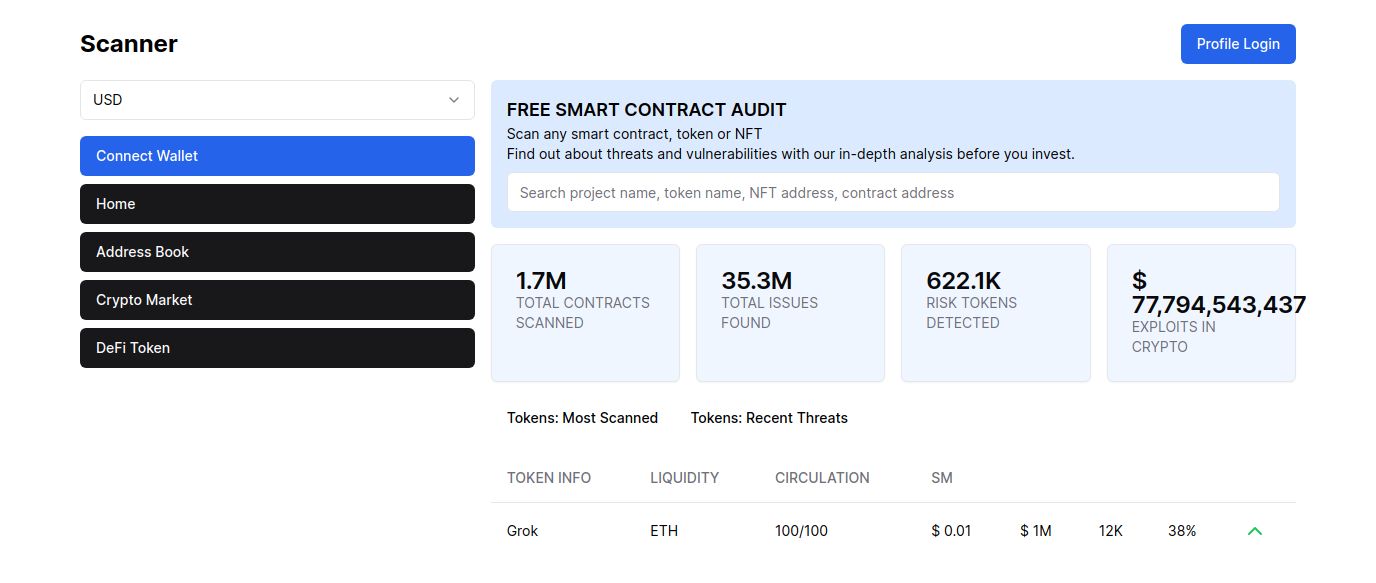 Scanner
Profile Login
USD
Connect Wallet
Home
Address Book
Crypto Market
DeFi Token
FREE SMART CONTRACT AUDIT
Scan any smart contract, token or NFT
Find out about threats and vulnerabilities with our in-depth analysis before you invest.
Search project name, token name, NFT address, contract address
1.7M
TOTAL CONTRACTS
SCANNED
35.3M
TOTAL ISSUES
FOUND
622.1K
RISK TOKENS
DETECTED
$
77,794,543,437
EXPLOITS IN
CRYPTO
Tokens: Most Scanned Tokens: Recent Threats
TOKEN INFO LIQUIDITY CIRCULATION SM
Grok ETH 100/100 $ 0.01 $ 1M 12K 38%